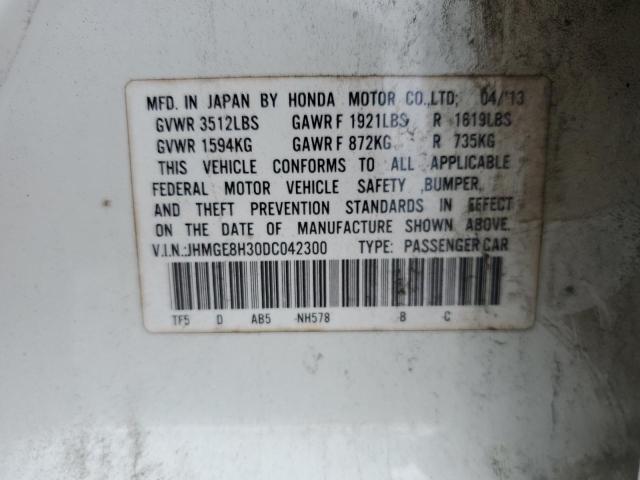 MFD. IN JAPAN BY HONDA MOTOR CO.,LTD; 04/'13
GVWR 3512LBS GAWR F 1921LBS R 1619LBS
GVWR 1594KG GAWR F 872KG R 735KG
THIS VEHICLE CONFORMS TO ALL APPLICABLE
FEDERAL MOTOR VEHICLE SAFETY ,BUMPER,
AND THEFT PREVENTION STANDARDS IN EFFECT
ON THE DATE OF MANUFACTURE SHOWN ABOVE.
V.I.N.:JHMGE8H30DC042300 TYPE: PASSENGER CAR
TF5 D AB5 -NH578 -B -C